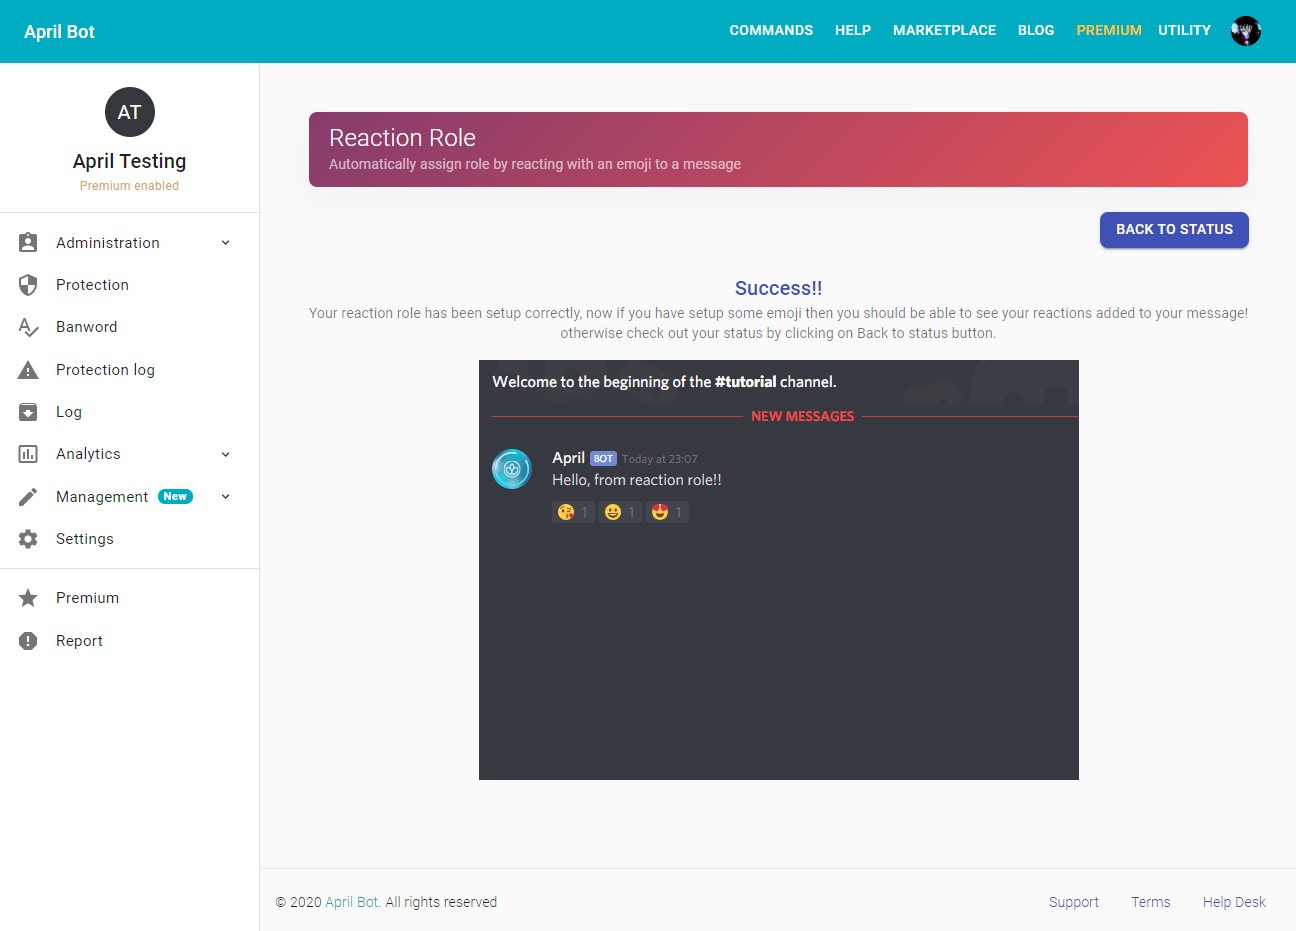 April Bot
COMMANDS HELP MARKETPLACE BLOG PREMIUM UTILITY
AT
April Testing
Premium enabled
Administration
Protection
Banword
Protection log
Log
Analytics
Management New
Settings
Premium
Report
Reaction Role
Automatically assign role by reacting with an emoji to a message
BACK TO STATUS
Success!!
Your reaction role has been setup correctly, now if you have setup some emoji then you should be able to see your reactions added to your message!
otherwise check out your status by clicking on Back to status button.
Welcome to the beginning of the #tutorial channel.
NEW MESSAGES
April BOT Today at 23:07
Hello, from reaction role!!
😘 1 😀 1 😍 1
© 2020 April Bot. All rights reserved
Support Terms Help Desk